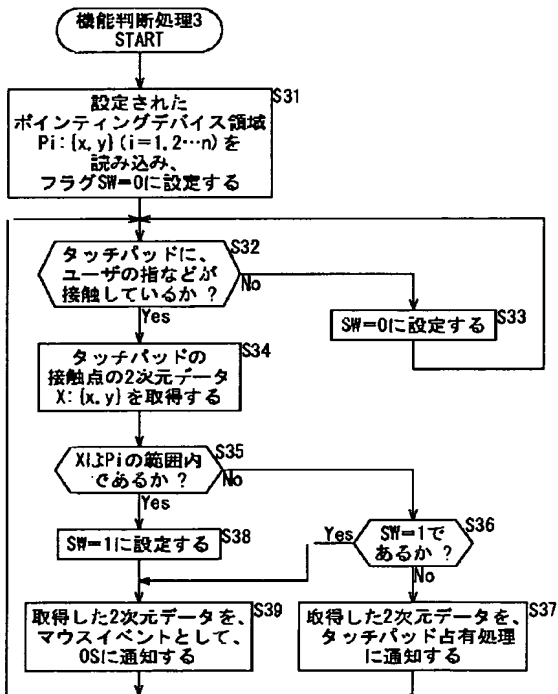 機能判断処理3
START
S31
設定された
ポインティングデバイス領域
Pi:{x,y}(i=1,2…n)を
読み込み、
フラグSW=0に設定する
S32
タッチパッドに、
ユーザの指などが
接触しているか ?
No
Yes
SW=0に設定する
S33
S34
タッチパッドの
接触点の2次元データ
X:{x,y}を取得する
S35
XはPiの範囲内
であるか ?
No
Yes
SW=1に設定する
S38
S36
SW=1で
あるか ?
Yes
No
S39
取得した2次元データを、
マウスイベントとして、
OSに通知する
S37
取得した2次元データを、
タッチパッド占有処理
に通知する